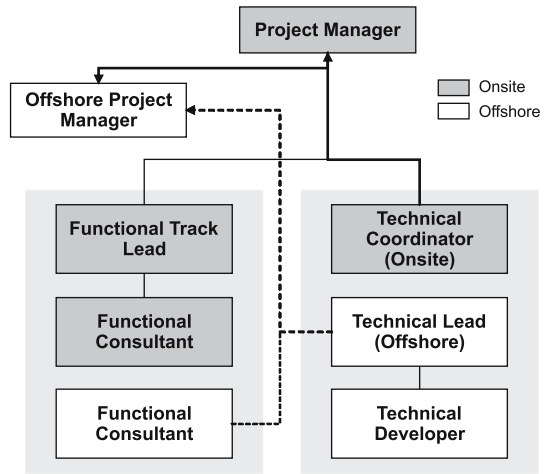 Project Manager
Offshore Project
Manager
Onsite
Offshore
Functional Track
Lead
Functional
Consultant
Functional
Consultant
Technical
Coordinator
(Onsite)
Technical Lead
(Offshore)
Technical
Developer